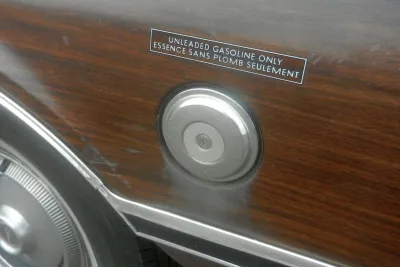 UNLEADED GASOLINE ONLY
ESSENCE SANS PLOMB SEULEMENT